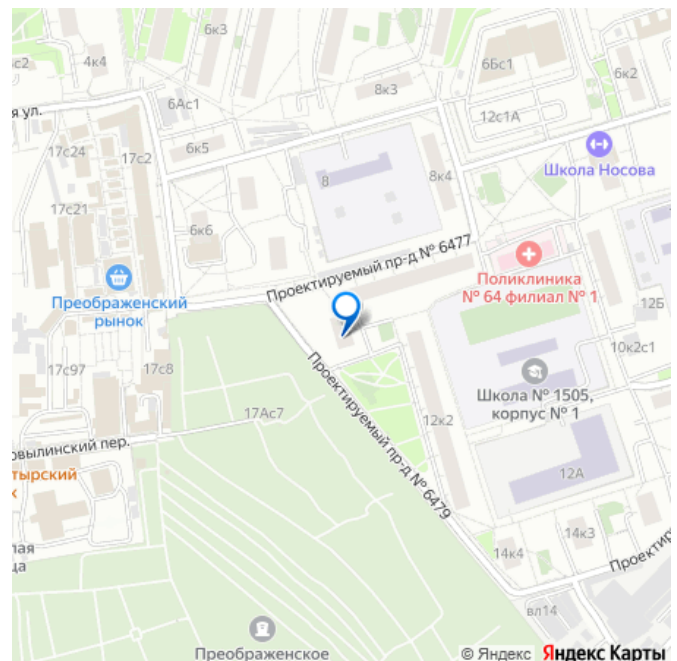 6к3
4к4
6Бс1
6к2
с2
6Ас1
8к3
12с1А
я ул.
17с24
17с2
6к5
Школа Носова
8
8к4
17с21
6к6
Проектируемый пр-д № 6477
Поликлиника
№ 64 филиал № 1
Преображенский
рынок
12Б
10к2с1
17с97
17с8
Школа № 1505,
корпус № 1
Проектируемый пр-д № 6479
17Ас7
12к2
овылинский пер.
тырский
к
12А
14к3
лая
ца
14к4
Проектир
вл14
Преображенское
© Яндекс Яндекс Карты